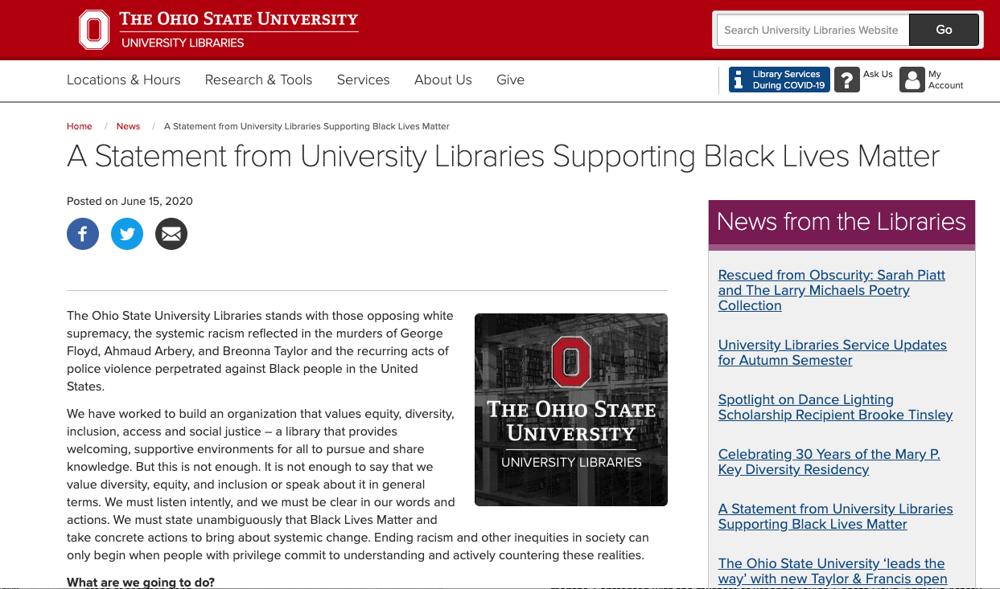 THE OHIO STATE UNIVERSITY
UNIVERSITY LIBRARIES
Search University Libraries Website
Go
Locations & Hours
Research & Tools
Services
About Us
Give
Library Services
During COVID-19
Ask Us
My
Account
Home / News / A Statement from University Libraries Supporting Black Lives Matter
A Statement from University Libraries Supporting Black Lives Matter
Posted on June 15, 2020
The Ohio State University Libraries stands with those opposing white
supremacy, the systemic racism reflected in the murders of George
Floyd, Ahmaud Arbery, and Breonna Taylor and the recurring acts of
police violence perpetrated against Black people in the United
States.
We have worked to build an organization that values equity, diversity,
inclusion, access and social justice – a library that provides
welcoming, supportive environments for all to pursue and share
knowledge. But this is not enough. It is not enough to say that we
value diversity, equity, and inclusion or speak about it in general
terms. We must listen intently, and we must be clear in our words and
actions. We must state unambiguously that Black Lives Matter and
take concrete actions to bring about systemic change. Ending racism and other inequities in society can
only begin when people with privilege commit to understanding and actively countering these realities.
What are we going to do?
THE OHIO STATE
UNIVERSITY
UNIVERSITY LIBRARIES
News from the Libraries
Rescued from Obscurity: Sarah Piatt
and The Larry Michaels Poetry
Collection
University Libraries Service Updates
for Autumn Semester
Spotlight on Dance Lighting
Scholarship Recipient Brooke Tinsley
Celebrating 30 Years of the Mary P.
Key Diversity Residency
A Statement from University Libraries
Supporting Black Lives Matter
The Ohio State University ‘leads the
way’ with new Taylor & Francis open